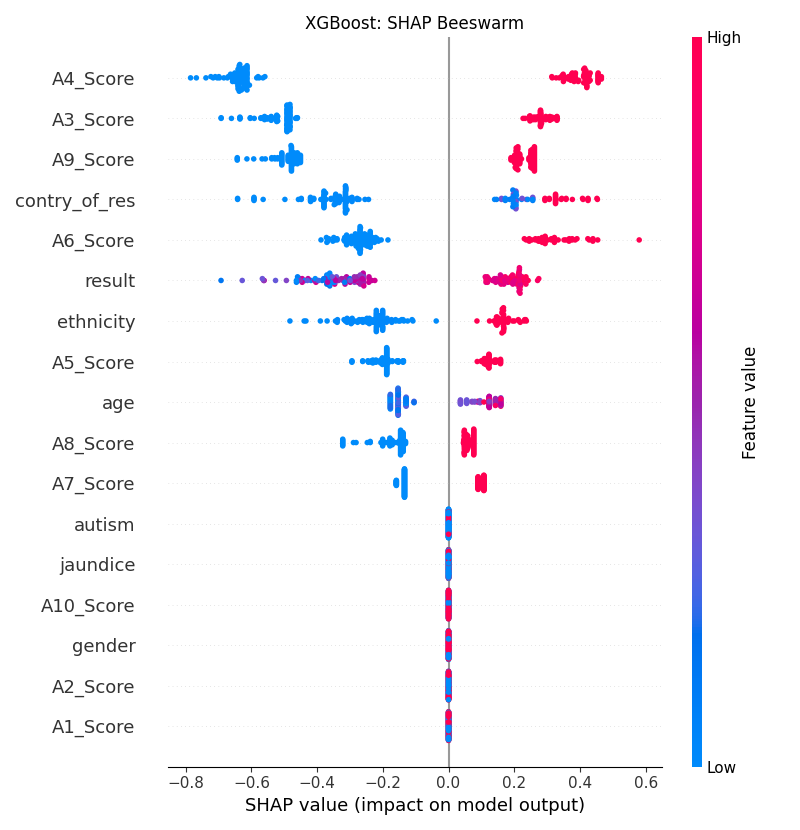 XGBoost: SHAP Beeswarm
High
A4_Score
A3_Score
A9_Score
contry_of_res
A6_Score
result
ethnicity
A5_Score
age
A8_Score
A7_Score
autism
jaundice
A10_Score
gender
A2_Score
A1_Score
Feature value
Low
−0.8 −0.6 −0.4 −0.2 0.0 0.2 0.4 0.6
SHAP value (impact on model output)